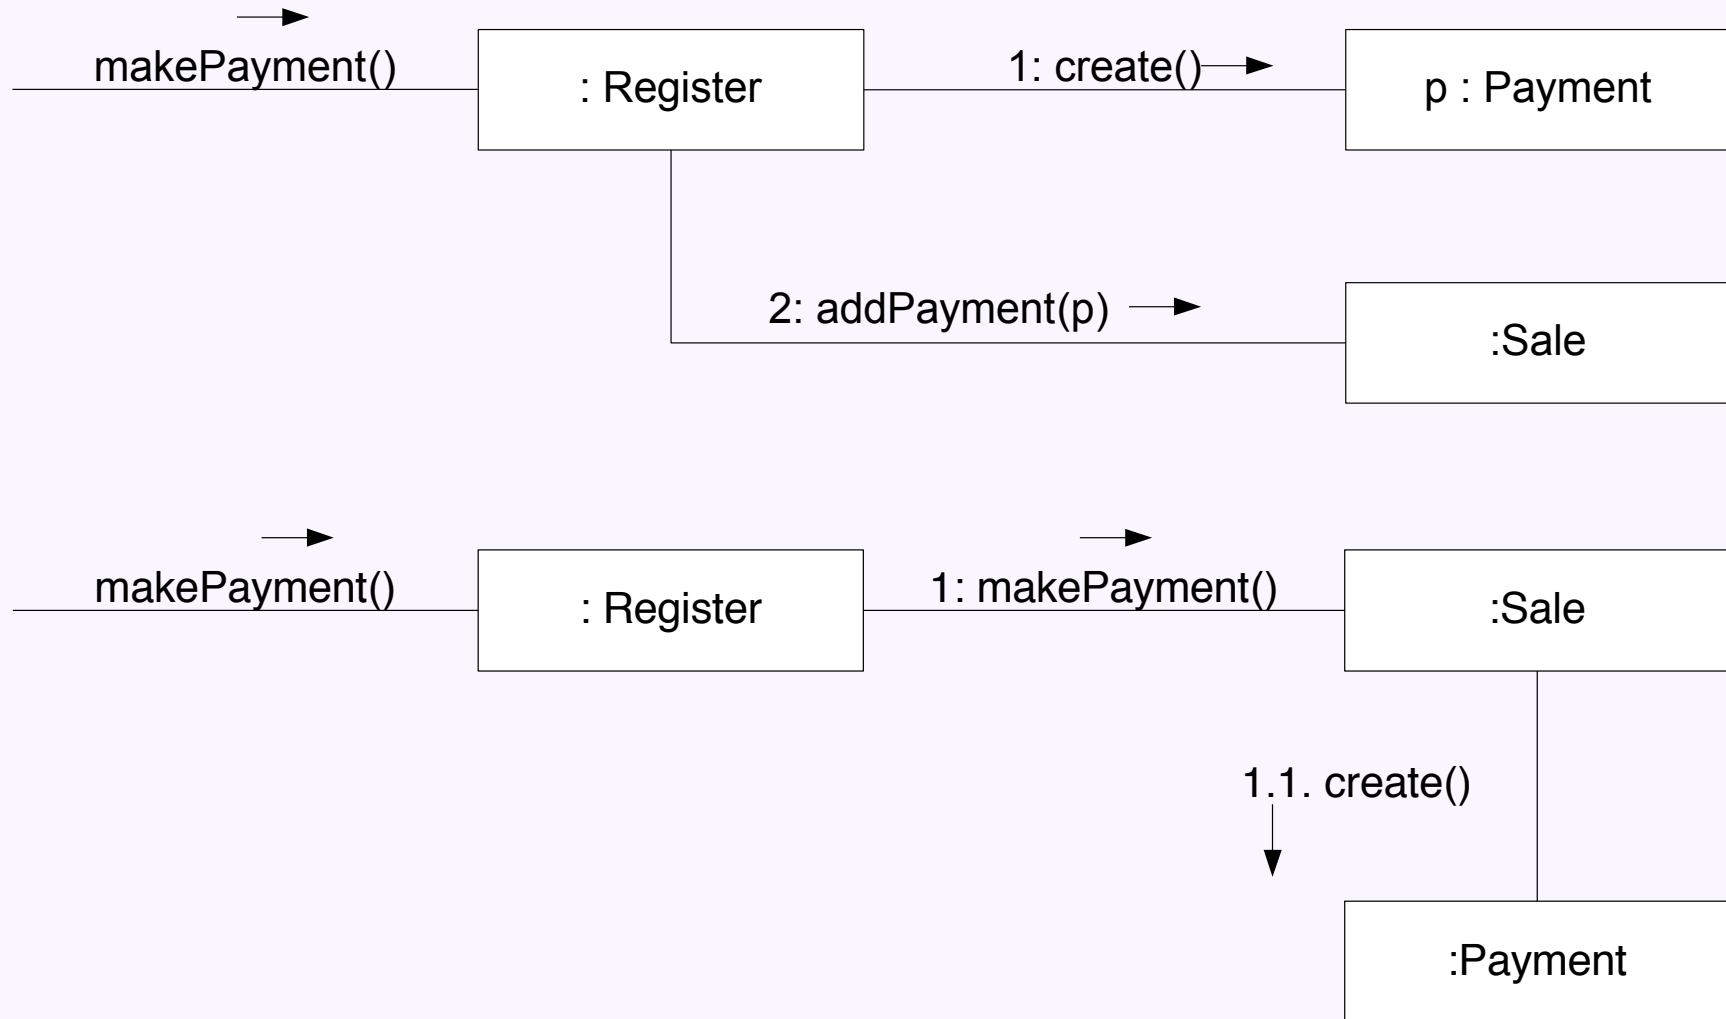 makePayment()
: Register
1: create()
p : Payment
2: addPayment(p)
:Sale
makePayment()
: Register
1: makePayment()
:Sale
1.1. create()
:Payment